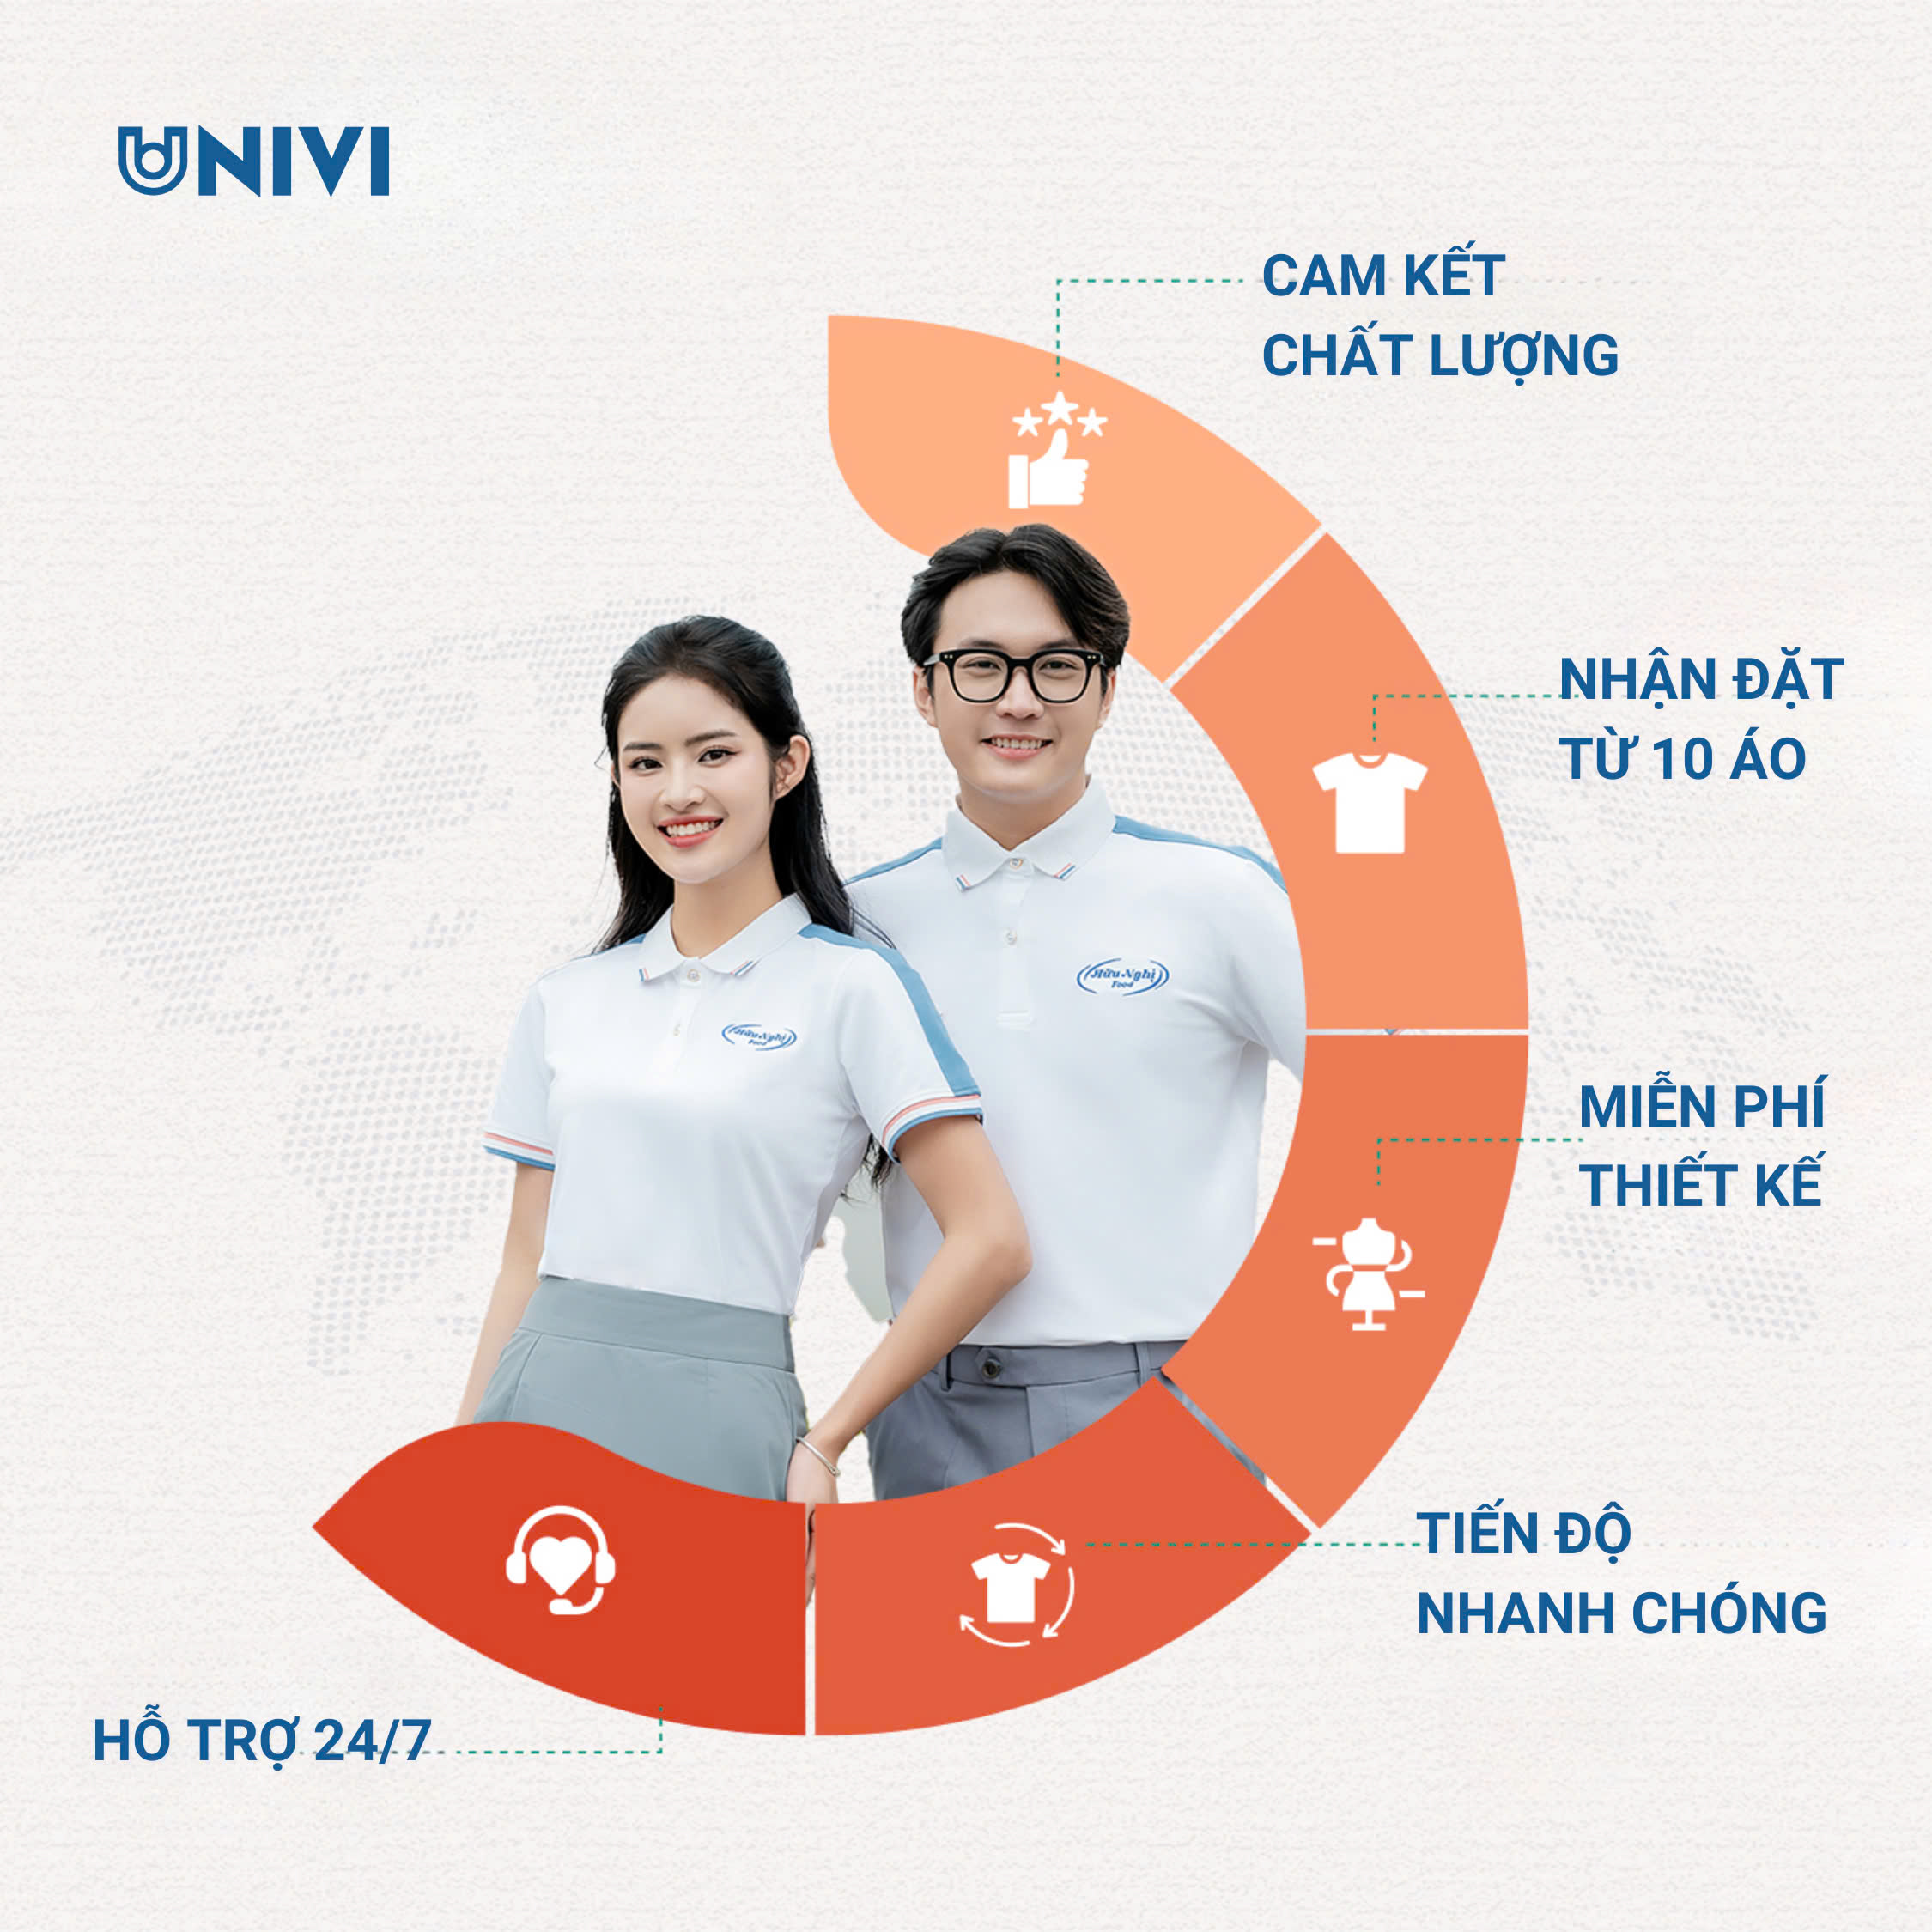 UNIVI
CAM KẾT
CHẤT LƯỢNG
NHẬN ĐẶT
TỪ 10 ÁO
Hữu Nghị
Food
Hữu Nghị
Food
MIỄN PHÍ
THIẾT KẾ
TIẾN ĐỘ
NHANH CHÓNG
HỖ TRỢ 24/7